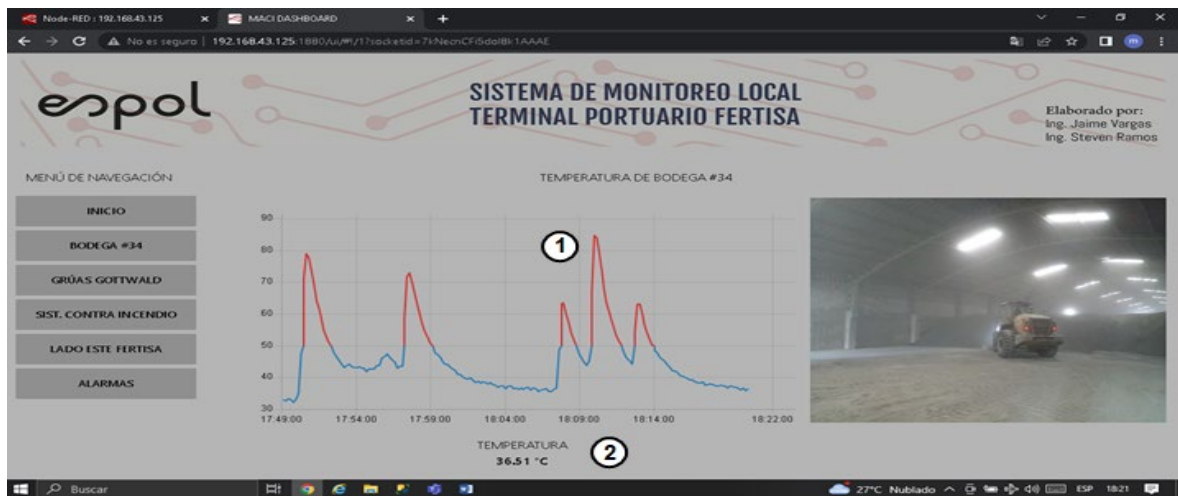 Node-RED : 192.168.43.125
MACI DASHBOARD
No es seguro
192.168.43.125:1880/ui/#!/1?socketid=
espol
SISTEMA DE MONITOREO LOCAL
TERMINAL PORTUARIO FERTISA
Elaborado por:
Ing. Jaime Vargas
Ing. Steven Ramos
MENÚ DE NAVEGACIÓN
INICIO
BODEGA #34
GRÚAS GOTTWALD
SIST. CONTRA INCENDIO
LADO ESTE FERTISA
ALARMAS
TEMPERATURA DE BODEGA #34
90
80
70
60
50
40
30
17:49:00 17:54:00 17:59:00 18:04:00 18:09:00 18:14:00 18:22:00
1
TEMPERATURA
36.51 °C
2
Buscar
27°C Nublado
ESP
18:21